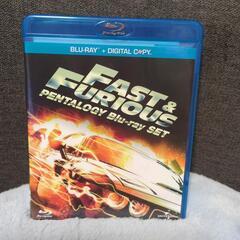 BLU-RAY + DIGITAL COPY
FAST &
FURIOUS
PENTALOGY Blu-ray SET